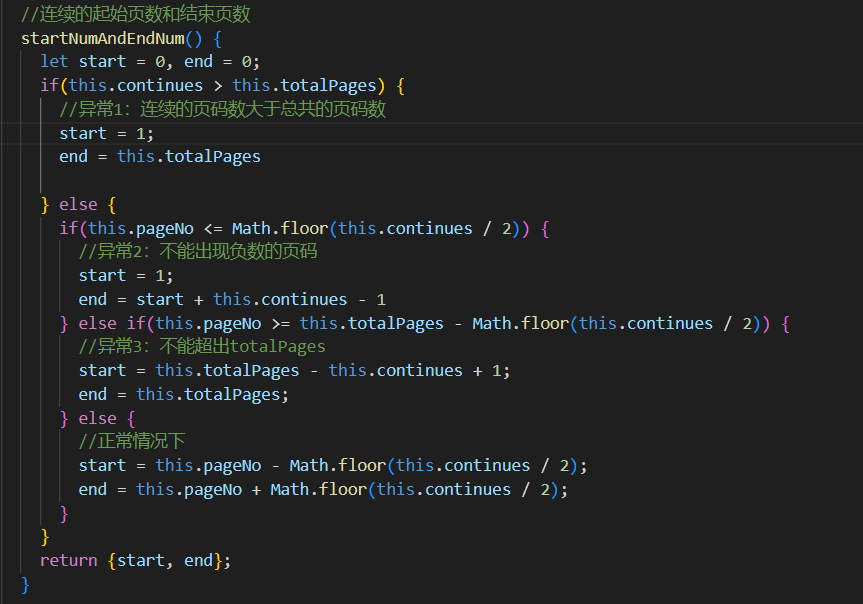 //连续的起始页数和结束页数
startNumAndEndNum() {
let start = 0, end = 0;
if(this.continues > this.totalPages) {
//异常1：连续的页码数大于总共的页码数
start = 1;
end = this.totalPages
} else {
if(this.pageNo <= Math.floor(this.continues / 2)) {
//异常2：不能出现负数的页码
start = 1;
end = start + this.continues - 1
} else if(this.pageNo >= this.totalPages - Math.floor(this.continues / 2)) {
//异常3：不能超出totalPages
start = this.totalPages - this.continues + 1;
end = this.totalPages;
} else {
//正常情况下
start = this.pageNo - Math.floor(this.continues / 2);
end = this.pageNo + Math.floor(this.continues / 2);
}
}
return {start, end};
}